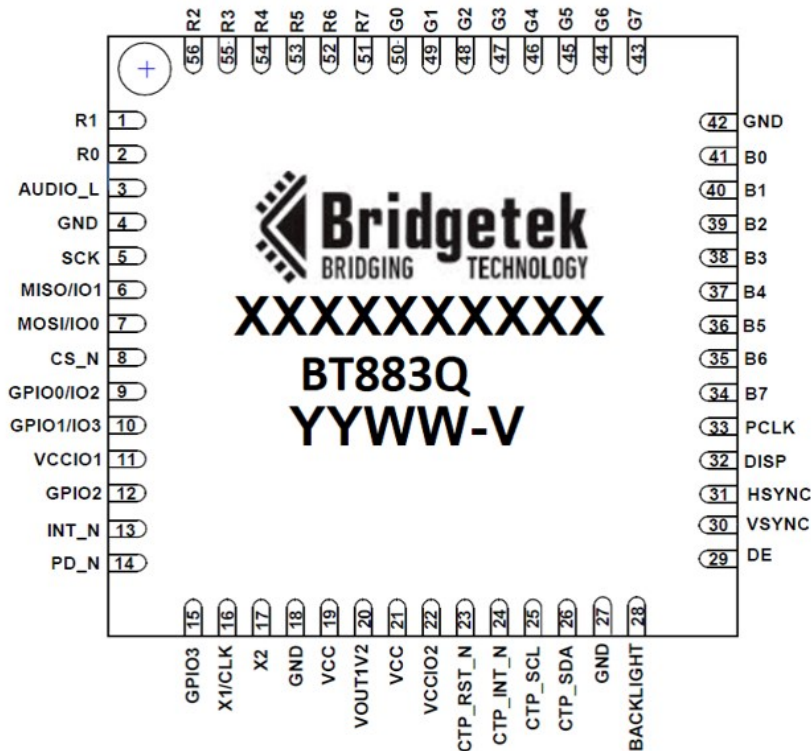 R2 R3 R4 R5 R6 R7 G0 G1 G2 G3 G4 G5 G6 G7
56 55 54 53 52 51 50 49 48 47 46 45 44 43
R1 1
R0 2
AUDIO_L 3
GND 4
SCK 5
MISO/IO1 6
MOSI/IO0 7
CS_N 8
GPIO0/IO2 9
GPIO1/IO3 10
VCCIO1 11
GPIO2 12
INT_N 13
PD_N 14
Bridgetek
BRIDGING TECHNOLOGY
XXXXXXXXXX
BT883Q
YYWW-V
42 GND
41 B0
40 B1
39 B2
38 B3
37 B4
36 B5
35 B6
34 B7
33 PCLK
32 DISP
31 HSYNC
30 VSYNC
29 DE
15 16 17 18 19 20 21 22 23 24 25 26 27 28
GPIO3 X1/CLK X2 GND VCC VOUT1V2 VCC VCCIO2 CTP_RST_N CTP_INT_N CTP_SCL CTP_SDA GND BACKLIGHT